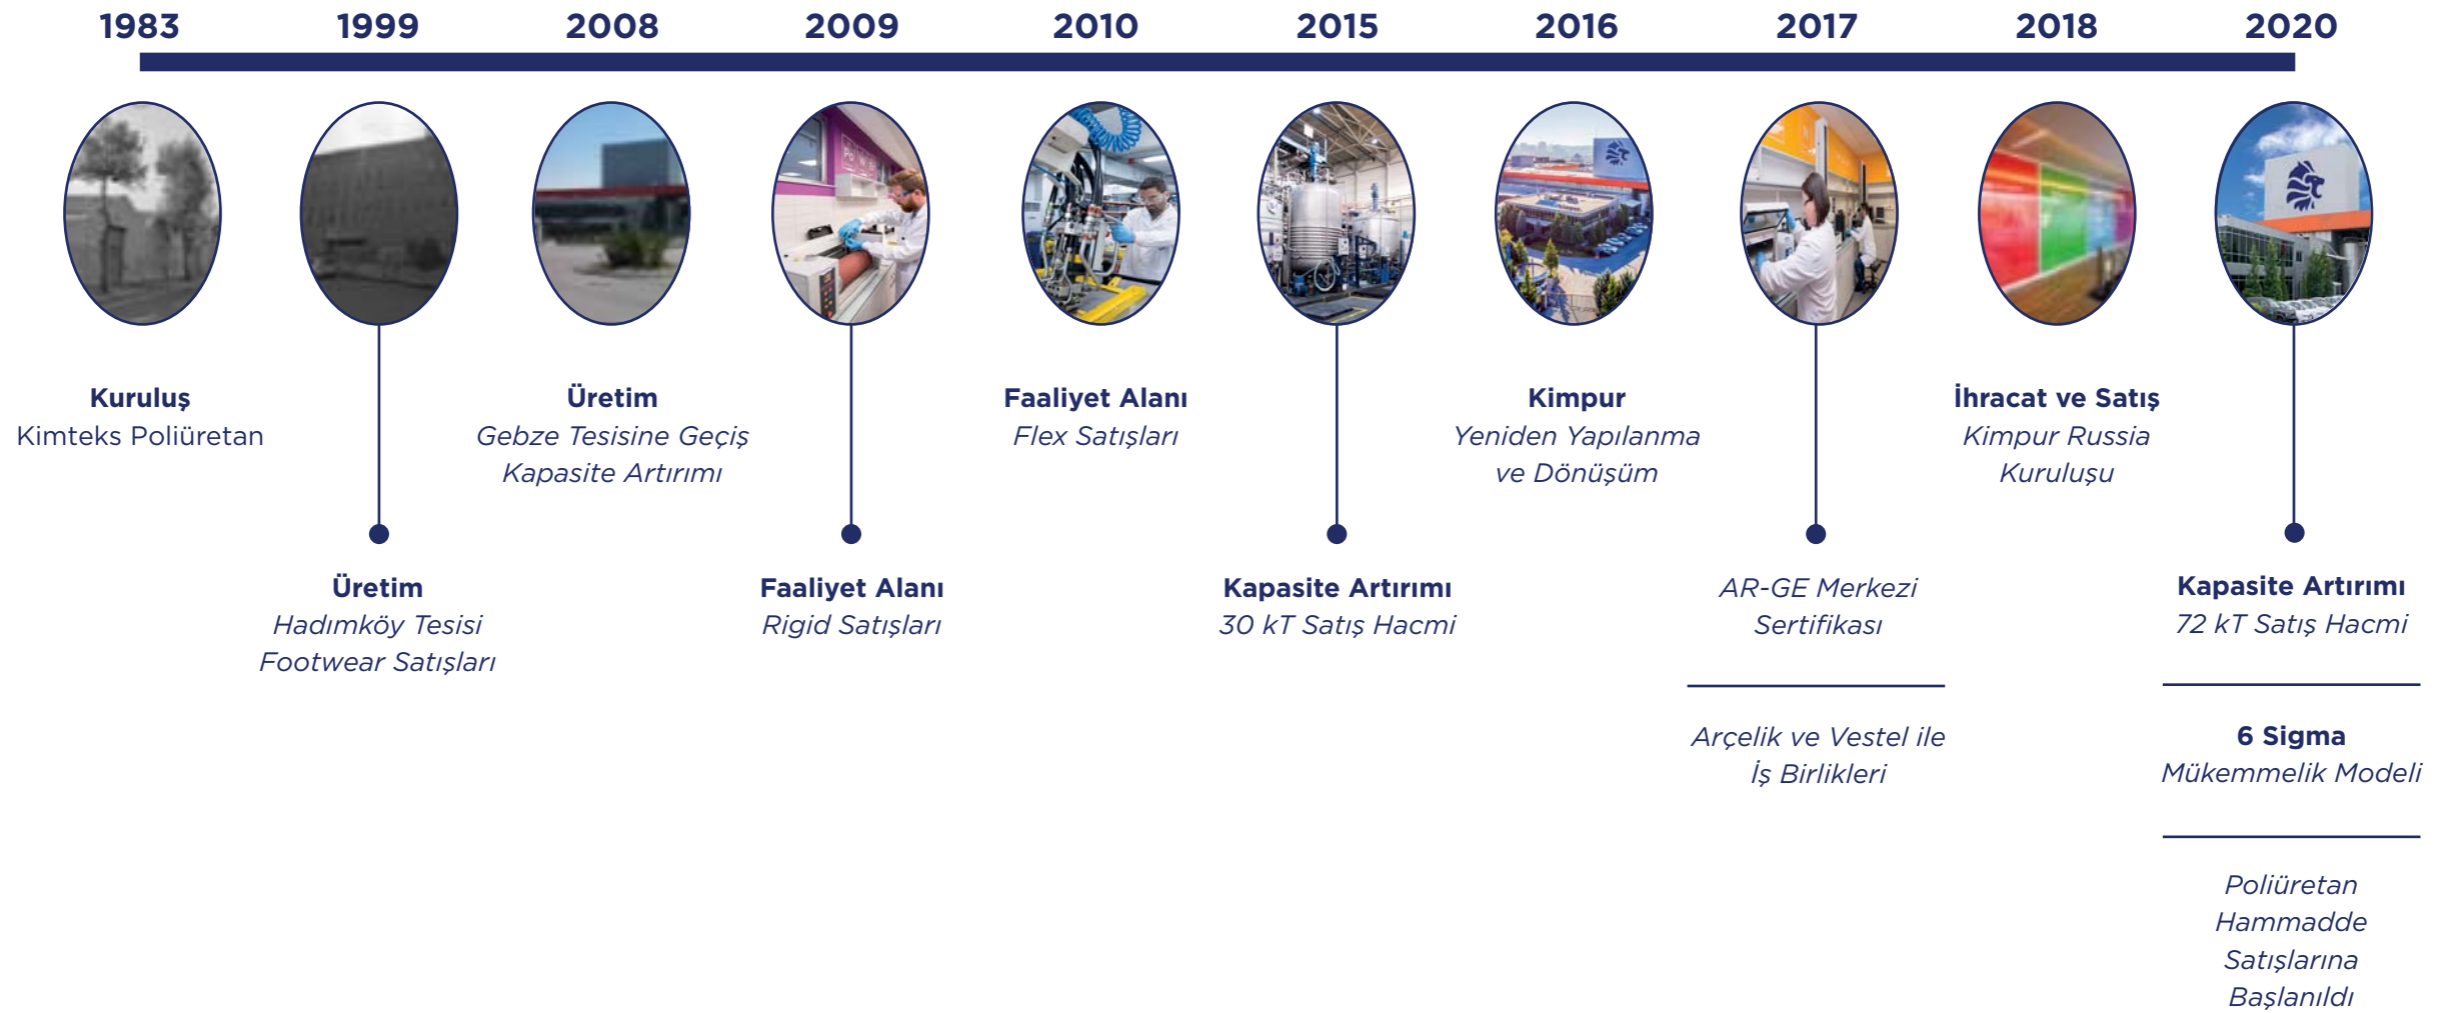 1983
1999
2008
2009
2010
2015
2016
2017
2018
2020
Kuruluş
Kimteks Poliüretan
Üretim
Hadımköy Tesisi
Footwear Satışları
Üretim
Gebze Tesisine Geçiş
Kapasite Artırımı
Faaliyet Alanı
Rigid Satışları
Faaliyet Alanı
Flex Satışları
Kapasite Artırımı
30 kT Satış Hacmi
Kimpur
Yeniden Yapılanma
ve Dönüşüm
AR-GE Merkezi
Sertifikası
Arçelik ve Vestel ile
İş Birlikleri
İhracat ve Satış
Kimpur Russia
Kuruluşu
Kapasite Artırımı
72 kT Satış Hacmi
6 Sigma
Mükemmelik Modeli
Poliüretan
Hammadde
Satışlarına
Başlanıldı